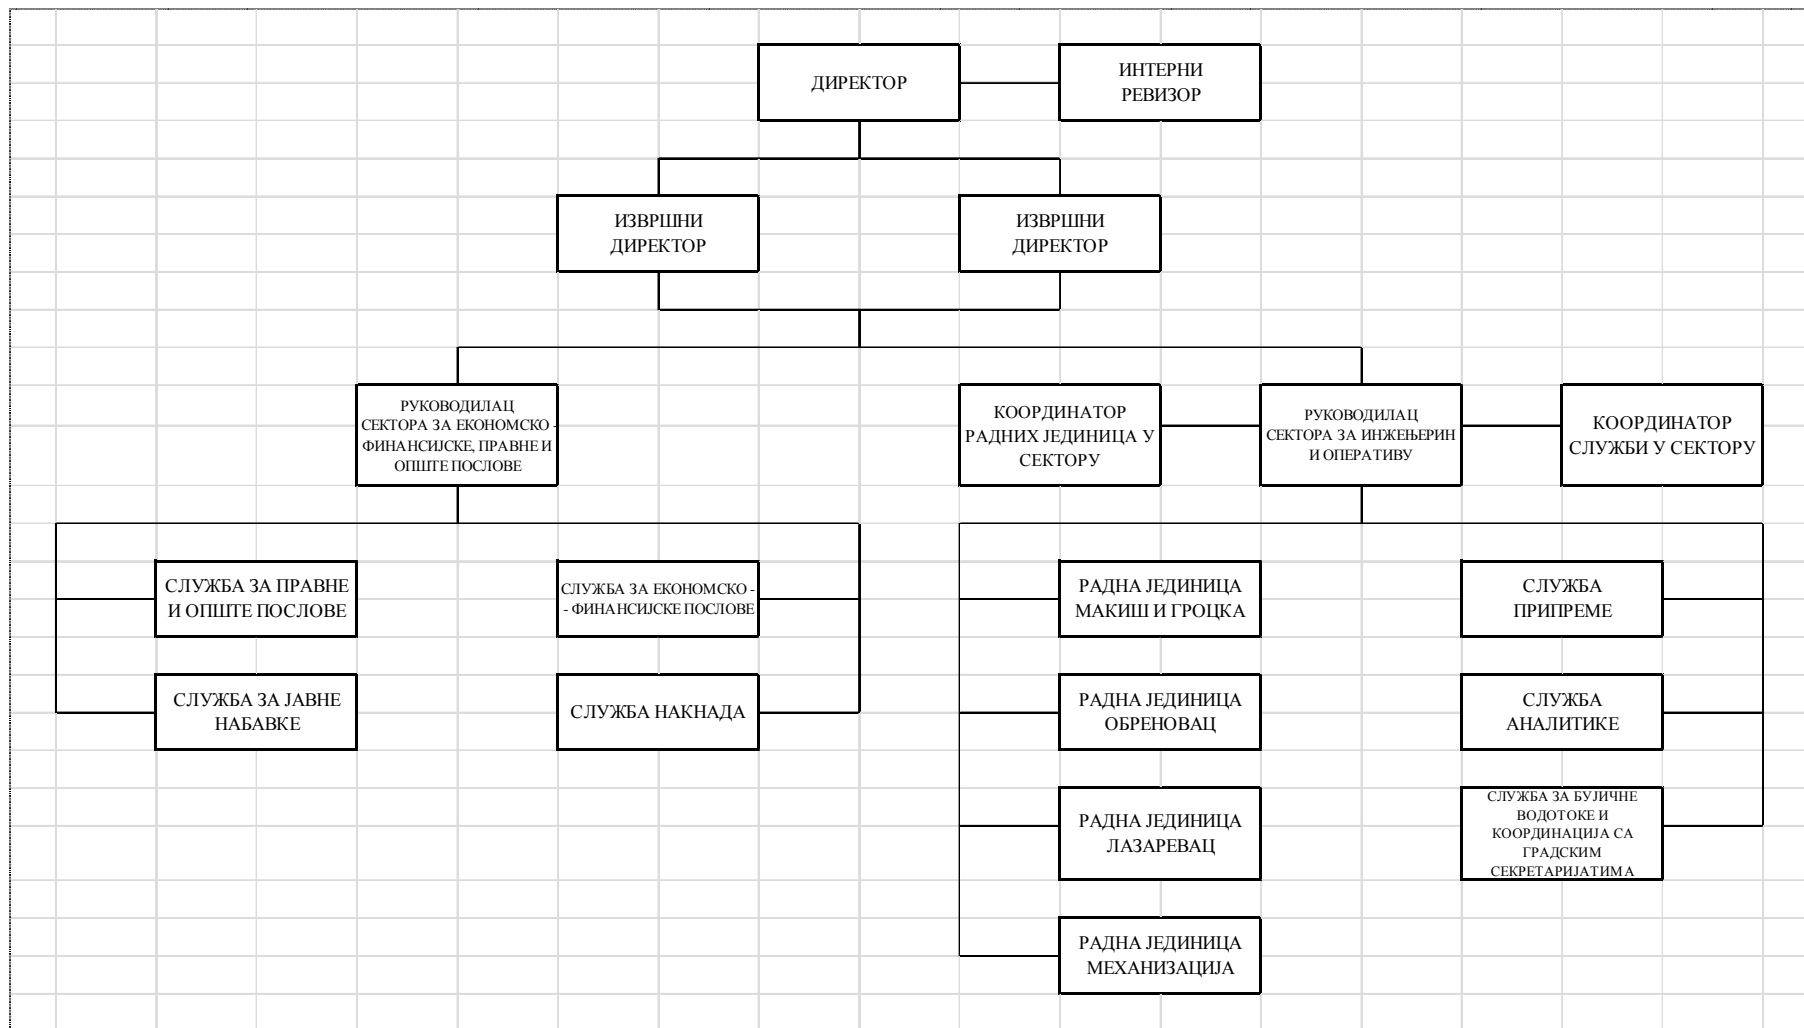 ДИРЕКТОР
ИНТЕРНИ
РЕВИЗОР
ИЗВРШНИ
ДИРЕКТОР
ИЗВРШНИ
ДИРЕКТОР
РУКОВОДИЛАЦ
СЕКТОРА ЗА ЕКОНОМСКО -
ФИНАНСИЈСКЕ, ПРАВНЕ И
ОПШТЕ ПОСЛОВЕ
КООРДИНАТОР
РАДНИХ ЈЕДИНИЦА У
СЕКТОРУ
РУКОВОДИЛАЦ
СЕКТОРА ЗА ИНЖЕЊЕРИН
И ОПЕРАТИВУ
КООРДИНАТОР
СЛУЖБИ У СЕКТОРУ
СЛУЖБА ЗА ПРАВНЕ
И ОПШТЕ ПОСЛОВЕ
СЛУЖБА ЗА ЕКОНОМСКО -
- ФИНАНСИЈСКЕ ПОСЛОВЕ
РАДНА ЈЕДИНИЦА
МАКИШ И ГРОЦКА
СЛУЖБА
ПРИПРЕМЕ
СЛУЖБА ЗА ЈАВНЕ
НАБАВКЕ
СЛУЖБА НАКНАДА
РАДНА ЈЕДИНИЦА
ОБРЕНОВАЦ
СЛУЖБА
АНАЛИТИКЕ
РАДНА ЈЕДИНИЦА
ЛАЗАРЕВАЦ
СЛУЖБА ЗА БУЈИЧНЕ
ВОДОТОКЕ И
КООРДИНАЦИЈА СА
ГРАДСКИМ
СЕКРЕТАРИЈАТИМА
РАДНА ЈЕДИНИЦА
МЕХАНИЗАЦИЈА